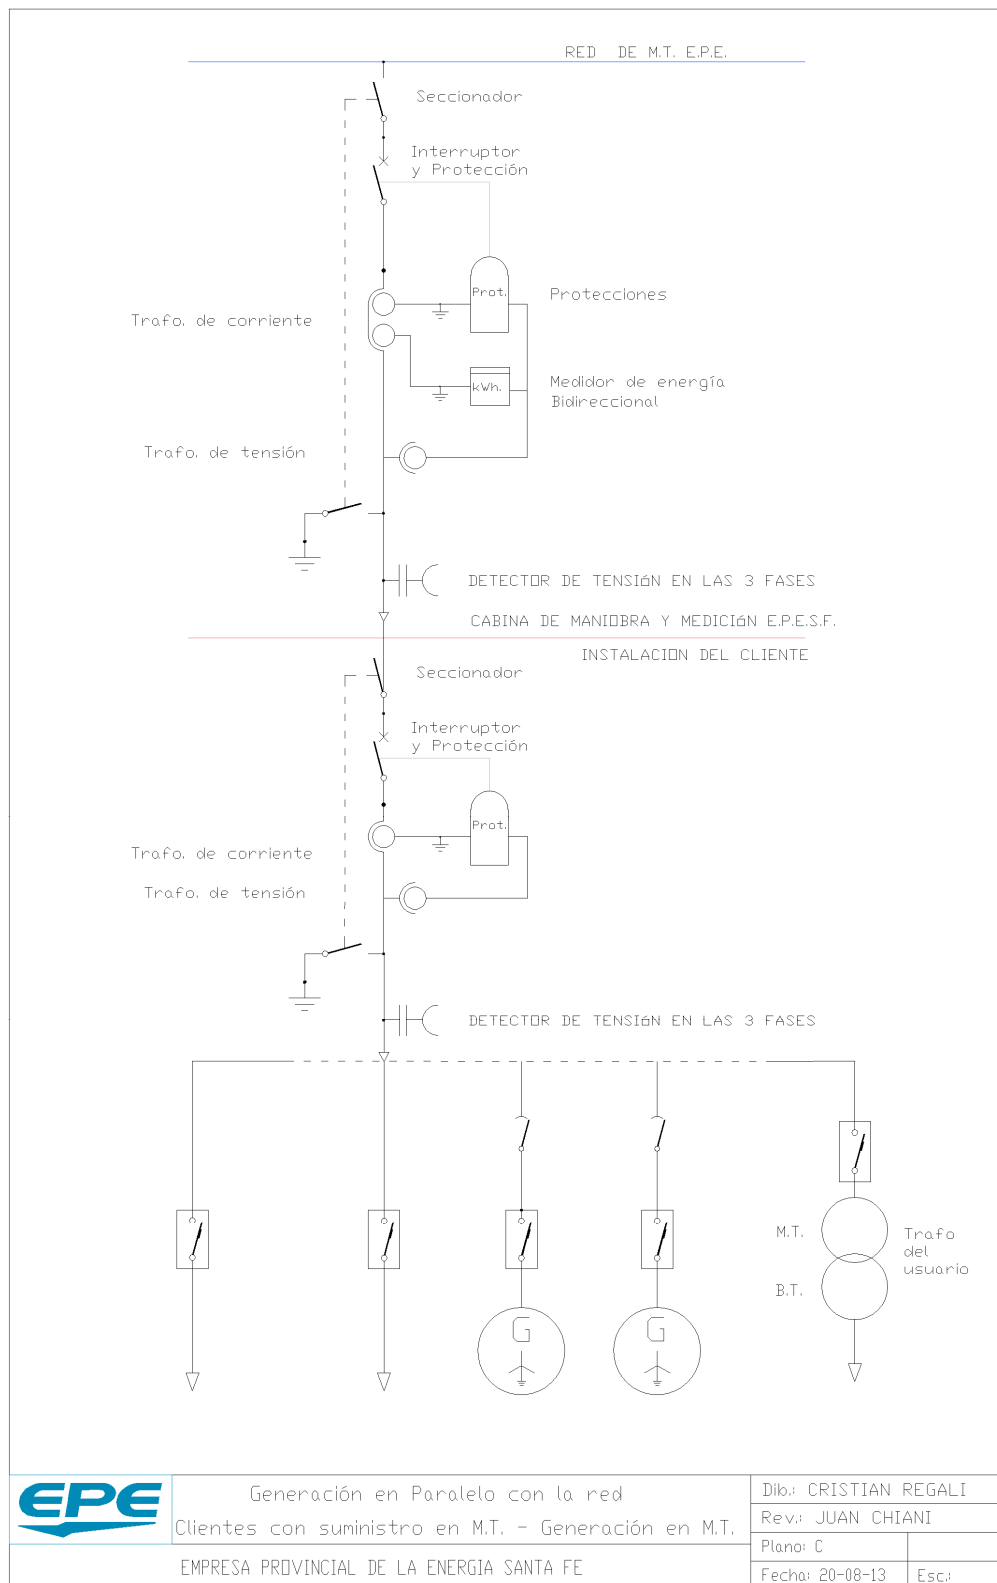 RED DE M.T. E.P.E.
Seccionador
Interruptor
y Protección
Prot.
Protecciones
Trafo. de corriente
kWh.
Medidor de energía
Bidireccional
Trafo. de tensión
DETECTOR DE TENSIóN EN LAS 3 FASES
CABINA DE MANIOBRA Y MEDICIóN E.P.E.S.F.
INSTALACION DEL CLIENTE
Seccionador
Interruptor
y Protección
Prot.
Trafo. de corriente
Trafo. de tensión
DETECTOR DE TENSIóN EN LAS 3 FASES
M.T.
Trafo
del
usuario
B.T.
G
G
EPE
Generación en Paralelo con la red
Clientes con suministro en M.T. - Generación en M.T.
EMPRESA PROVINCIAL DE LA ENERGIA SANTA FE
Dib.: CRISTIAN REGALI
Rev.: JUAN CHIANI
Plano: C
Fecha: 20-08-13
Esc.: